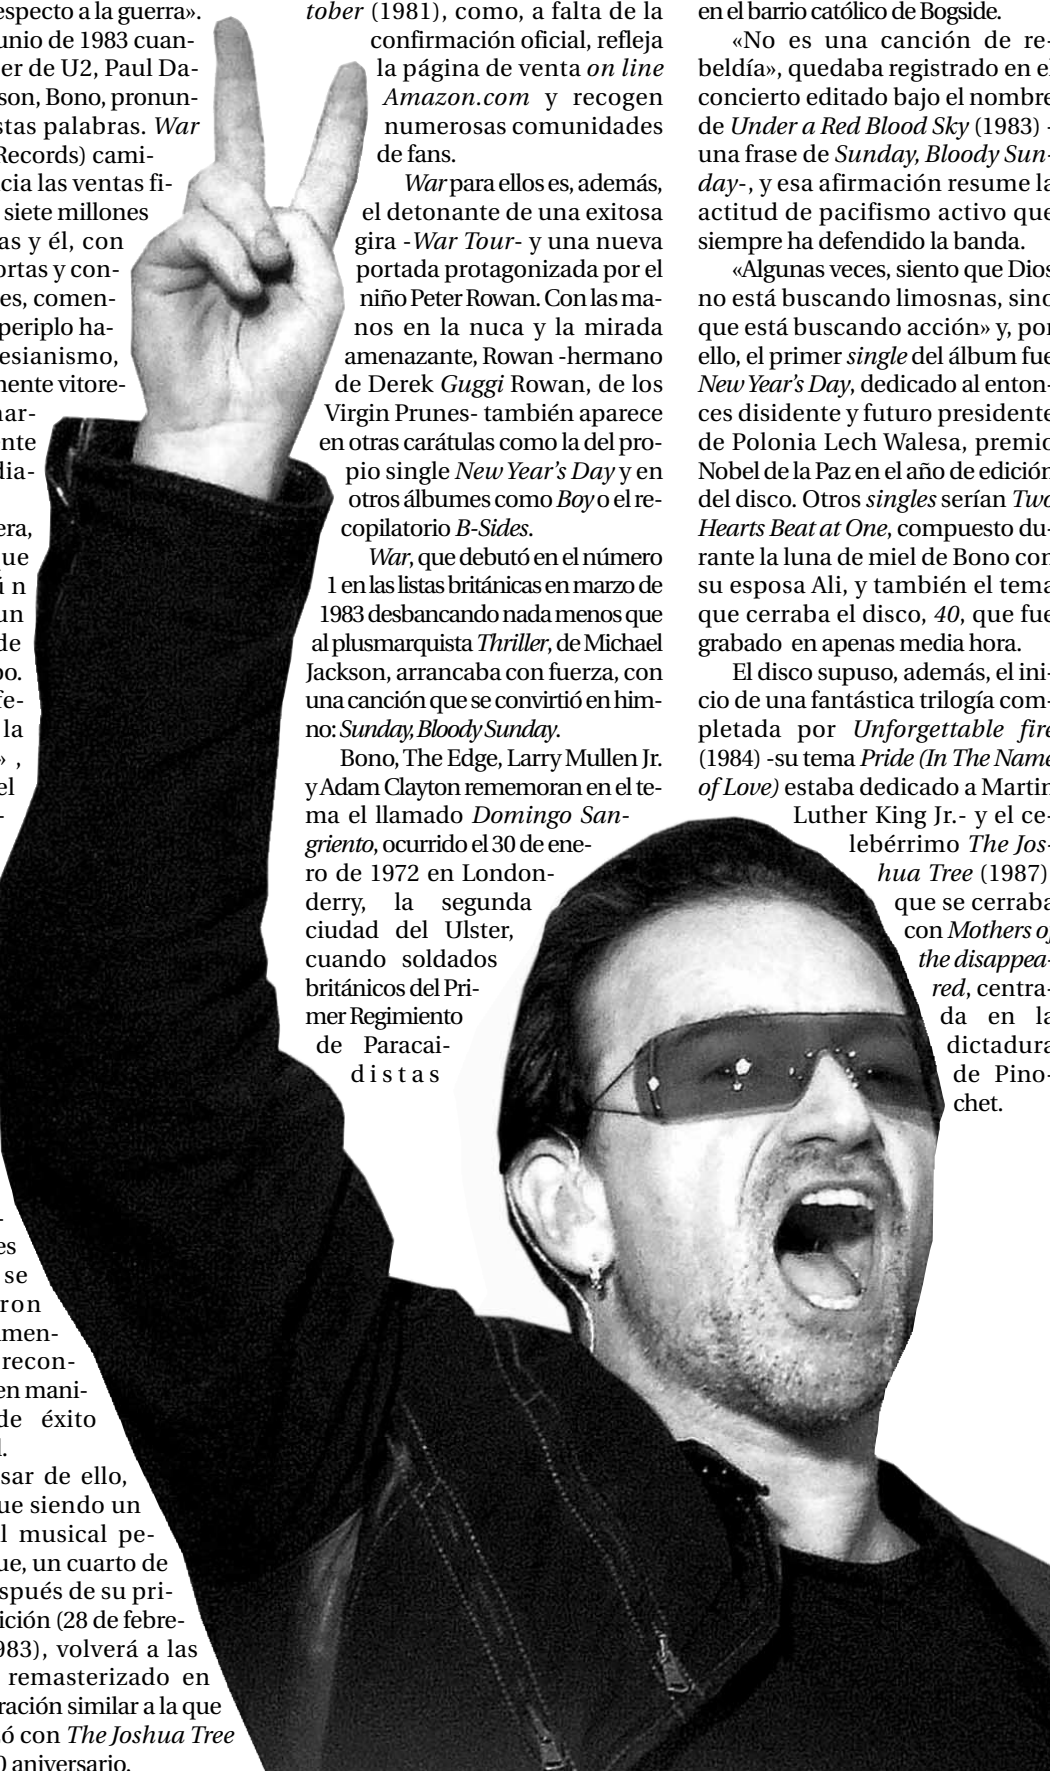 especto a la guerra».
unio de 1983 cuan-
er de U2, Paul Da-
son, Bono, pronun-
stas palabras. War
Records) cami-
cia las ventas fi-
siete millones
as y él, con
ortas y con-
es, comen-
periplo ha-
esianismo,
mente vitore-
nar-
nte
dia-
era,
ue
ú n
un
de
po.
fe-
la
» ,
el
-
-
es
se
ron
amen-
recon-
en mani-
de éxito
l.
sar de ello,
ue siendo un
l musical pe-
ue, un cuarto de
spués de su pri-
ición (28 de febre-
983), volverá a las
remasterizado en
ración similar a la que
ó con The Joshua Tree
0 aniversario.
tober (1981), como, a falta de la
confirmación oficial, refleja
la página de venta on line
Amazon.com y recogen
numerosas comunidades
de fans.
War para ellos es, además,
el detonante de una exitosa
gira -War Tour- y una nueva
portada protagonizada por el
niño Peter Rowan. Con las ma-
nos en la nuca y la mirada
amenazante, Rowan -hermano
de Derek Guggi Rowan, de los
Virgin Prunes- también aparece
en otras carátulas como la del pro-
pio single New Year's Day y en
otros álbumes como Boy o el re-
copilatorio B-Sides.
War, que debutó en el número
1 en las listas británicas en marzo de
1983 desbancando nada menos que
al plusmarquista Thriller, de Michael
Jackson, arrancaba con fuerza, con
una canción que se convirtió en him-
no: Sunday, Bloody Sunday.
Bono, The Edge, Larry Mullen Jr.
y Adam Clayton rememoran en el te-
ma el llamado Domingo San-
griento, ocurrido el 30 de ene-
ro de 1972 en London-
derry, la segunda
ciudad del Ulster,
cuando soldados
británicos del Pri-
mer Regimiento
de Paracai-
distas
en el barrio católico de Bogside.
«No es una canción de re-
beldía», quedaba registrado en el
concierto editado bajo el nombre
de Under a Red Blood Sky (1983) -
una frase de Sunday, Bloody Sun-
day-, y esa afirmación resume la
actitud de pacifismo activo que
siempre ha defendido la banda.
«Algunas veces, siento que Dios
no está buscando limosnas, sino
que está buscando acción» y, por
ello, el primer single del álbum fue
New Year's Day, dedicado al enton-
ces disidente y futuro presidente
de Polonia Lech Walesa, premio
Nobel de la Paz en el año de edición
del disco. Otros singles serían Two
Hearts Beat at One, compuesto du-
rante la luna de miel de Bono con
su esposa Ali, y también el tema
que cerraba el disco, 40, que fue
grabado en apenas media hora.
El disco supuso, además, el ini-
cio de una fantástica trilogía com-
pletada por Unforgettable fire
(1984) -su tema Pride (In The Name
of Love) estaba dedicado a Martin
Luther King Jr.- y el ce-
lebérrimo The Jos-
hua Tree (1987)
que se cerraba
con Mothers of
the disappea-
red, centra-
da en la
dictadura
de Pino-
chet.